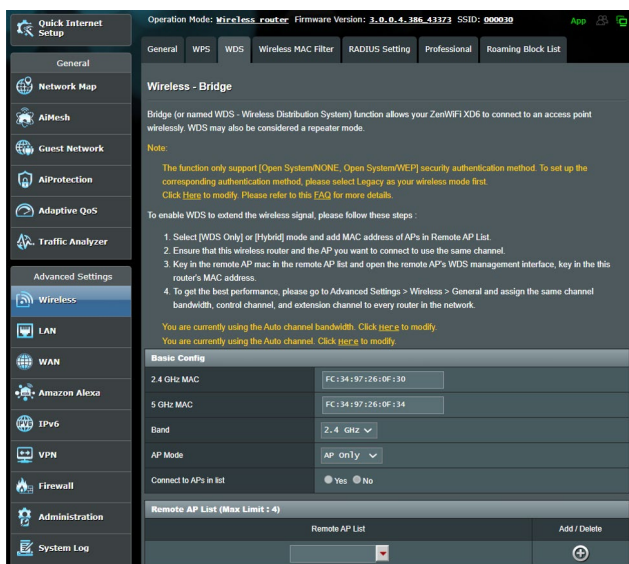 Quick Internet
Setup
Operation Mode: Wireless router Firmware Version: 3.0.0.4.386_43373 SSID: 000030
App
General
WPS
WDS
Wireless MAC Filter
RADIUS Setting
Professional
Roaming Block List
General
Network Map
AiMesh
Guest Network
AiProtection
Adaptive QoS
Traffic Analyzer
Advanced Settings
Wireless
LAN
WAN
Amazon Alexa
IPv6
VPN
Firewall
Administration
System Log
Wireless - Bridge
Bridge (or named WDS - Wireless Distribution System) function allows your ZenWiFi XD6 to connect to an access point
wirelessly. WDS may also be considered a repeater mode.
Note:
The function only support [Open System/NONE, Open System/WEP] security authentication method. To set up the
corresponding authentication method, please select Legacy as your wireless mode first.
Click Here to modify. Please refer to this FAQ for more details.
To enable WDS to extend the wireless signal, please follow these steps :
1. Select [WDS Only] or [Hybrid] mode and add MAC address of APs in Remote AP List.
2. Ensure that this wireless router and the AP you want to connect to use the same channel.
3. Key in the remote AP mac in the remote AP list and open the remote AP's WDS management interface, key in the this
router's MAC address.
4. To get the best performance, please go to Advanced Settings > Wireless > General and assign the same channel
bandwidth, control channel, and extension channel to every router in the network.
You are currently using the Auto channel bandwidth. Click Here to modify.
You are currently using the Auto channel. Click Here to modify.
Basic Config
2.4 GHz MAC
FC:34:97:26:0F:30
5 GHz MAC
FC:34:97:26:0F:34
Band
2.4 GHz
AP Mode
AP Only
Connect to APs in list
Yes No
Remote AP List (Max Limit : 4)
Remote AP List
Add / Delete